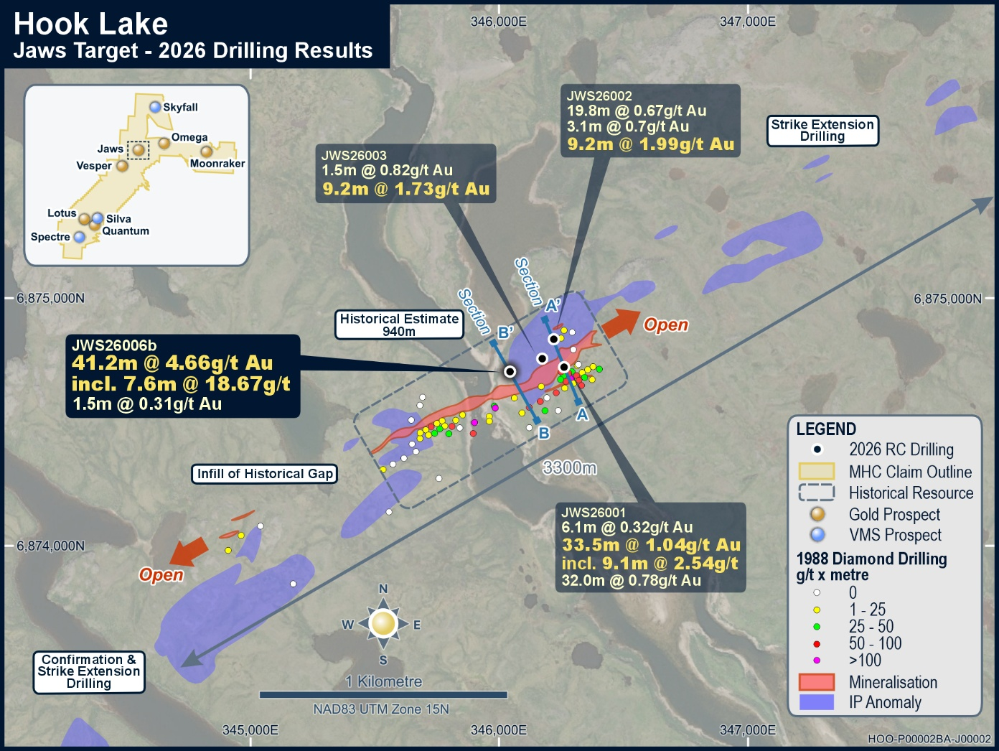 Hook Lake
Jaws Target - 2026 Drilling Results
346,000E
347,000E
Skyfall
Omega
Jaws
Moonraker
Vesper
Lotus
Silva
Quantum
Spectre
JWS26002
19.8m @ 0.67g/t Au
3.1m @ 0.7g/t Au
9.2m @ 1.99g/t Au
Strike Extension
Drilling
JWS26003
1.5m @ 0.82g/t Au
9.2m @ 1.73g/t Au
6,875,000N
6,875,000N
Section
A'
Section
B'
Historical Estimate
940m
Open
JWS26006b
41.2m @ 4.66g/t Au
incl. 7.6m @ 18.67g/t
1.5m @ 0.31g/t Au
A
B
3300m
Infill of Historical Gap
JWS26001
6.1m @ 0.32g/t Au
33.5m @ 1.04g/t Au
incl. 9.1m @ 2.54g/t
32.0m @ 0.78g/t Au
6,874,000N
Open
Confirmation &
Strike Extension
Drilling
N
W
E
S
1 Kilometre
NAD83 UTM Zone 15N
LEGEND
2026 RC Drilling
MHC Claim Outline
Historical Resource
Gold Prospect
VMS Prospect
1988 Diamond Drilling
g/t x metre
0
1 - 25
25 - 50
50 - 100
>100
Mineralisation
IP Anomaly
345,000E
346,000E
347,000E
HOO-P00002BA-J00002